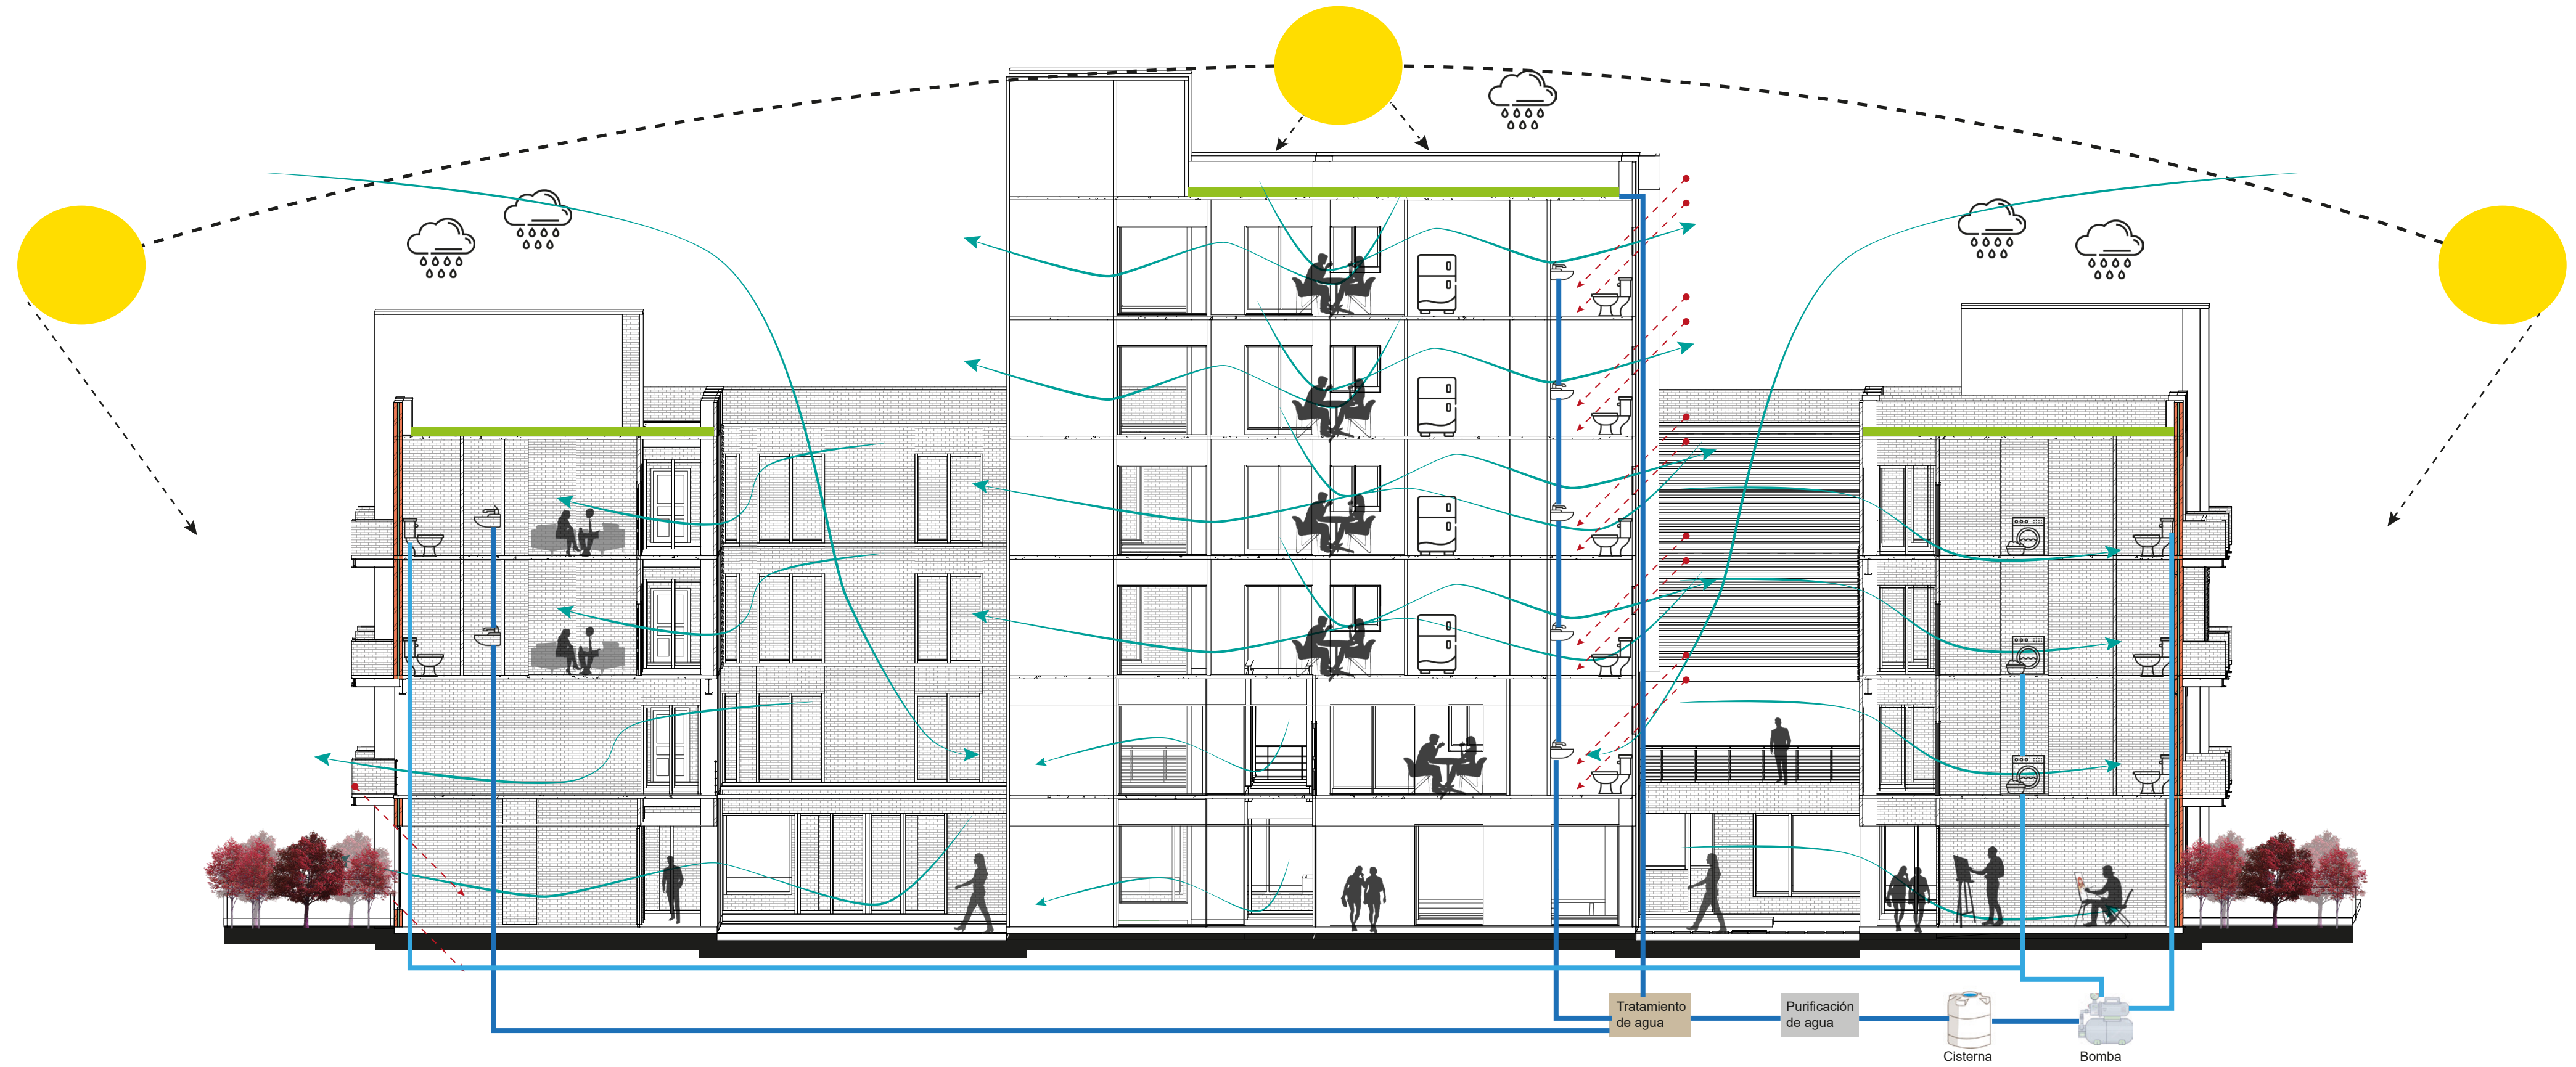 Tratamiento
de agua
Purificación
de agua
Cisterna
Bomba